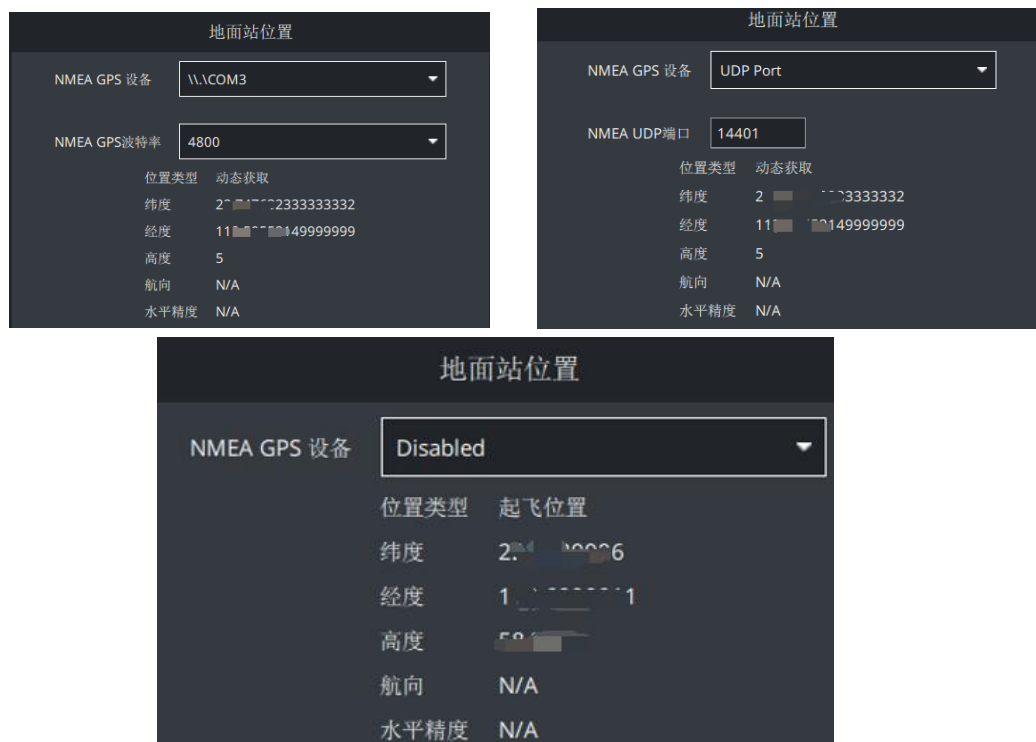 地面站位置
NMEA GPS 设备 \\.\COM3
NMEA GPS波特率 4800
位置类型 动态获取
纬度
经度
高度 5
航向 N/A
水平精度 N/A
地面站位置
NMEA GPS 设备 UDP Port
NMEA UDP端口 14401
位置类型 动态获取
纬度
经度
高度 5
航向 N/A
水平精度 N/A
地面站位置
NMEA GPS 设备 Disabled
位置类型 起飞位置
纬度
经度
高度
航向 N/A
水平精度 N/A